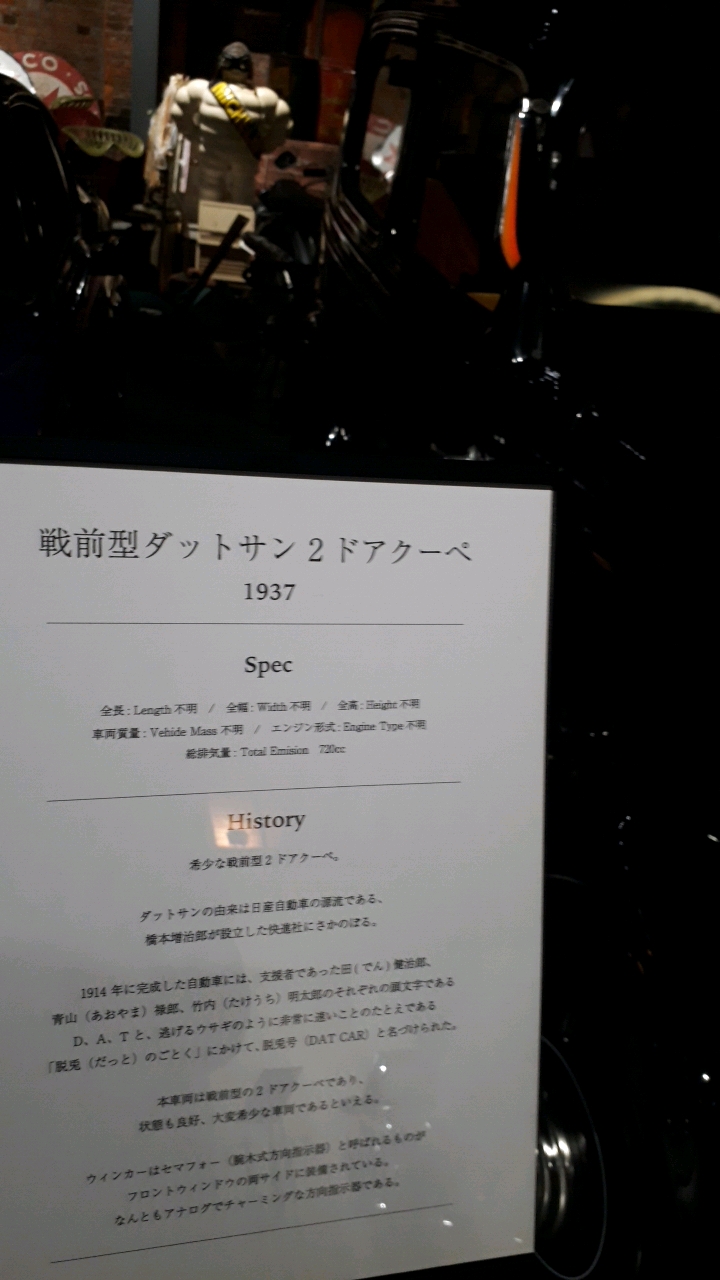 CO・S
戦前型ダットサン 2 ドアクーペ
1937
Spec
全長 : Length 不明 / 全幅 : Width 不明 / 全高 : Height 不明
車両質量 : Vehide Mass 不明 / エンジン形式 : Engine Type 不明
総排気量 : Total Emision 720cc
History
希少な戦前型 2 ドアクーペ。
ダットサンの由来は日産自動車の源流である、
橋本増治郎が設立した快進社にさかのぼる。
1914 年に完成した自動車には、支援者であった田 ( でん ) 健治郎、
青山（あおやま）禄郎、竹内（たけうち）明太郎のそれぞれの頭文字である
D、A、T と、逃げるウサギのように非常に速いことのたとえである
「脱兎（だっと）のごとく」にかけて、脱兎号（DAT CAR）と名づけられた。
本車両は戦前型の 2 ドアクーペであり、
状態も良好、大変希少な車両であるといえる。
ウィンカーはセマフォー（腕木式方向指示器）と呼ばれるものが
フロントウィンドウの両サイドに装備されている。
なんともアナログでチャーミングな方向指示器である。